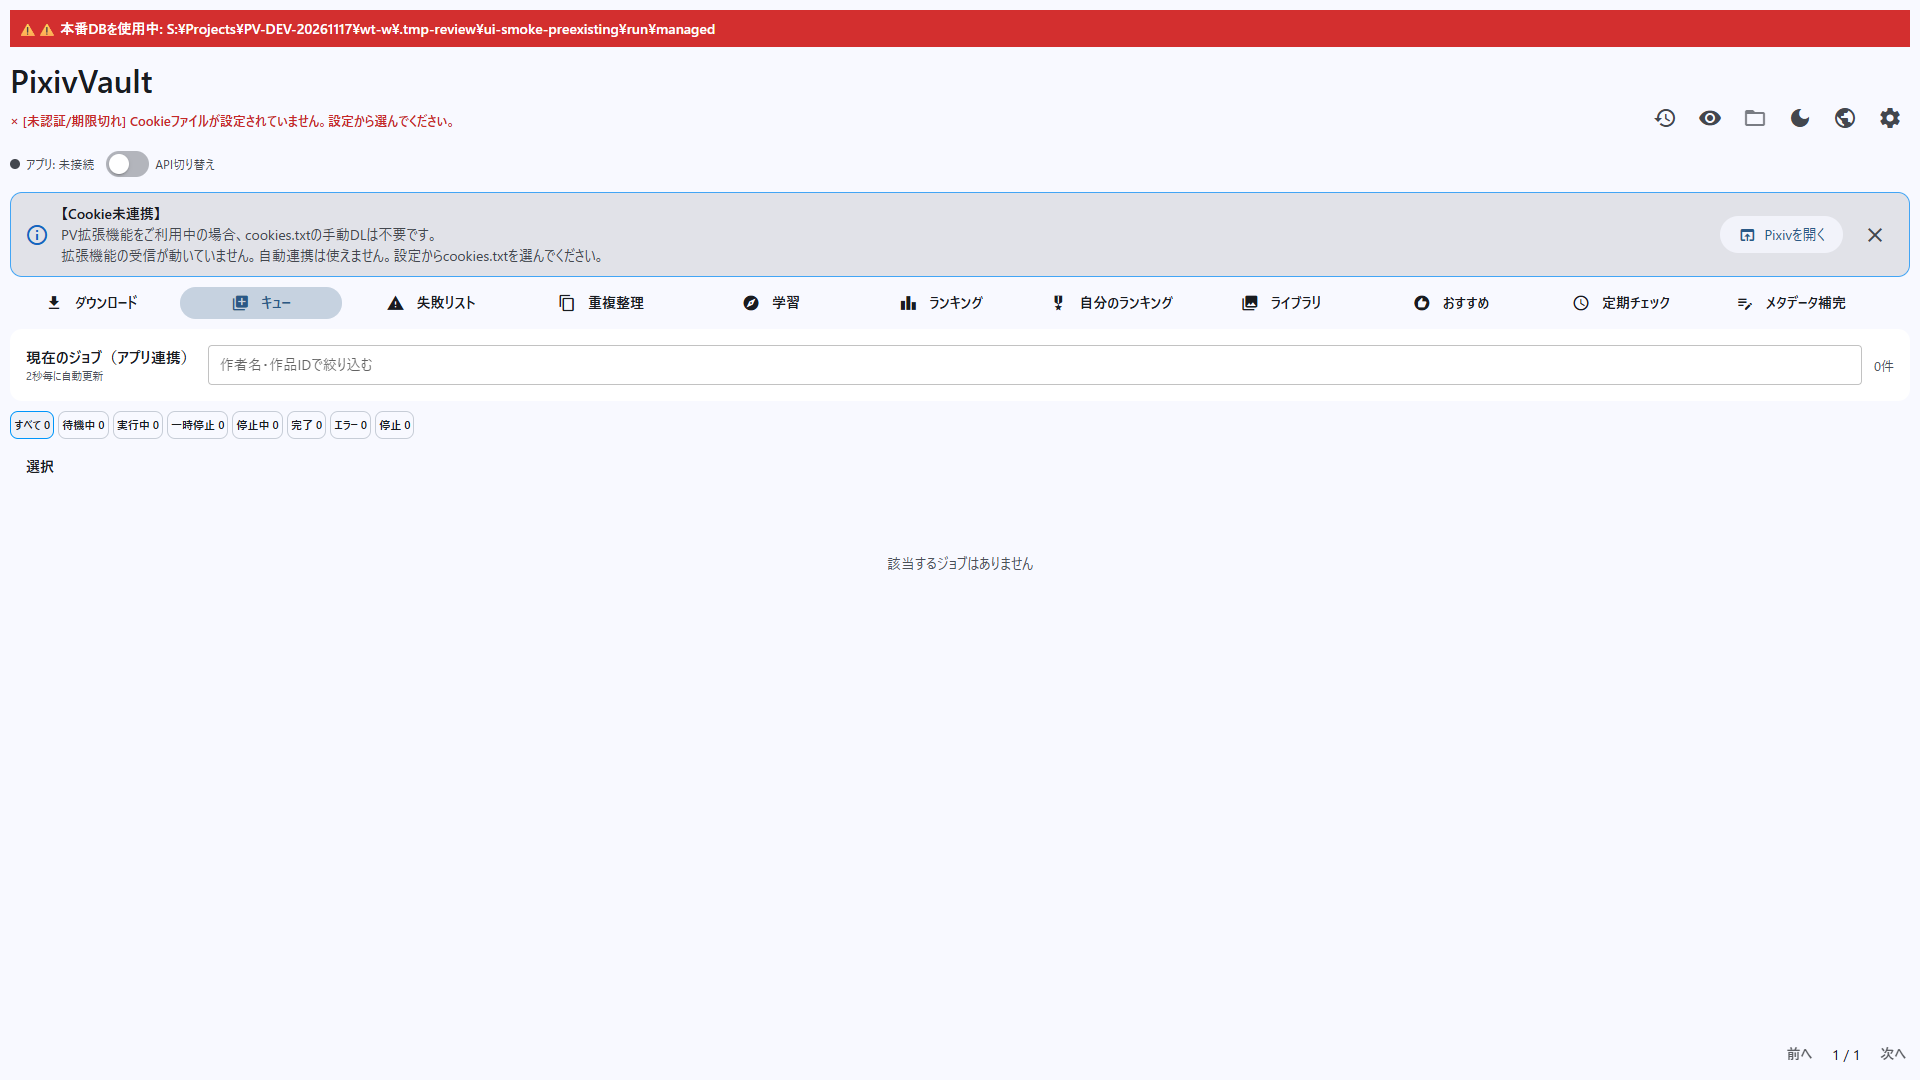 本番DBを使用中: S:¥Projects¥PV-DEV-20261117¥wt-w¥.tmp-review¥ui-smoke-preexisting¥run¥managed
PixivVault
× [未認証/期限切れ] Cookieファイルが設定されていません。設定から選んでください。
アプリ: 未接続 API切り替え
【Cookie未連携】
PV拡張機能をご利用中の場合、cookies.txtの手動DLは不要です。
拡張機能の受信が動いていません。自動連携は使えません。設定からcookies.txtを選んでください。
Pixivを開く
ダウンロード キュー 失敗リスト 重複整理 学習 ランキング 自分のランキング ライブラリ おすすめ 定期チェック メタデータ補完
現在のジョブ（アプリ連携）
2秒毎に自動更新
作者名・作品IDで絞り込む
0件
すべて 0 待機中 0 実行中 0 一時停止 0 停止中 0 完了 0 エラー 0 停止 0
選択
該当するジョブはありません
前へ 1 / 1 次へ